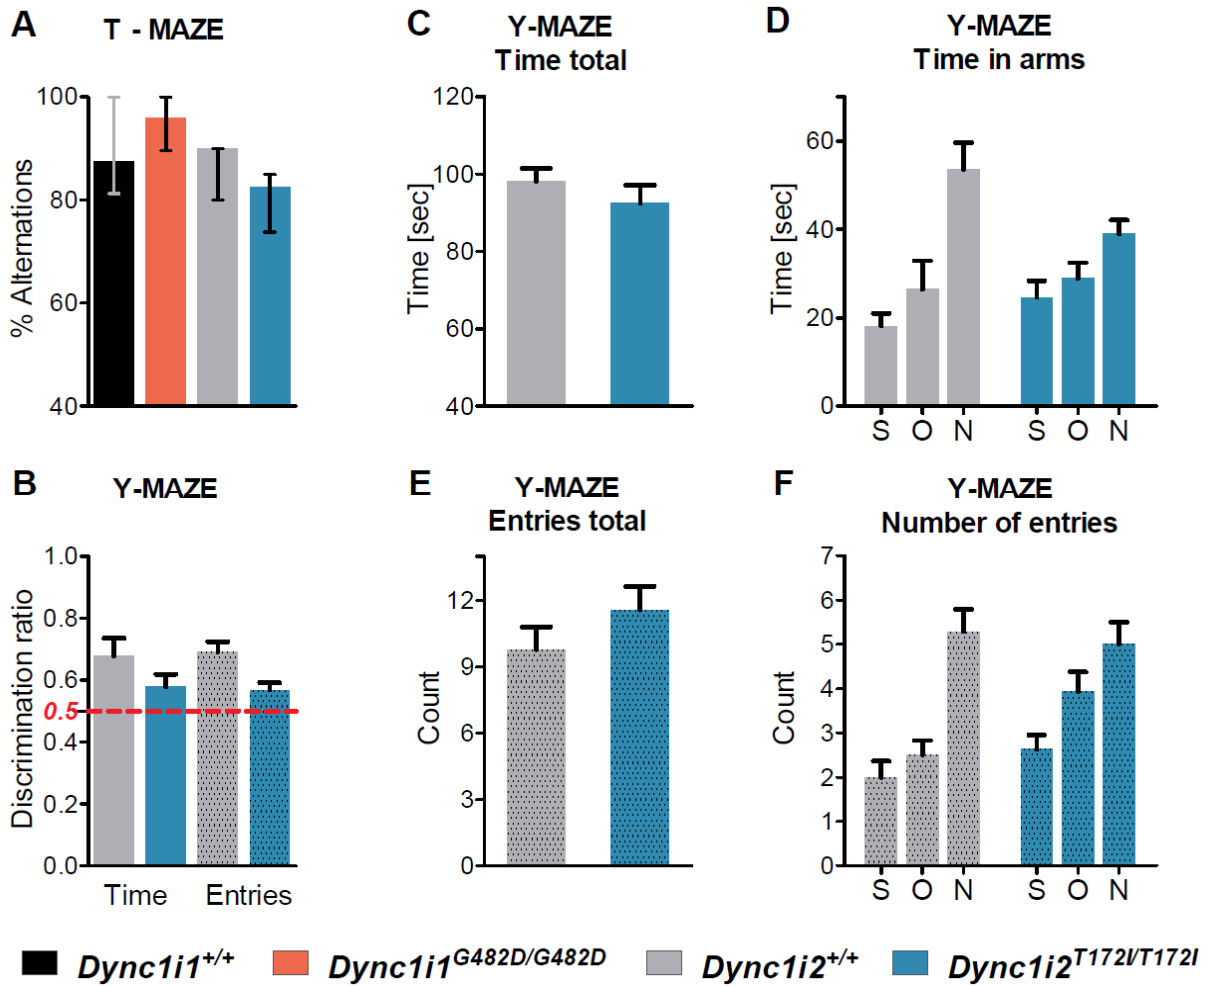 A T - MAZE
% Alternations
100
80
60
40
C Y-MAZE
Time total
Time [sec]
120
100
80
60
40
D Y-MAZE
Time in arms
Time [sec]
60
40
20
0
S O N S O N
B Y-MAZE
Discrimination ratio
1.0
0.8
0.6
0.5
0.4
0.2
0.0
Time Entries
E Y-MAZE
Entries total
Count
12
9
6
3
0
F Y-MAZE
Number of entries
Count
7
6
5
4
3
2
1
0
S O N S O N
Dync1i1+/+ Dync1i1G482D/G482D Dync1i2+/+ Dync1i2T172I/T172I